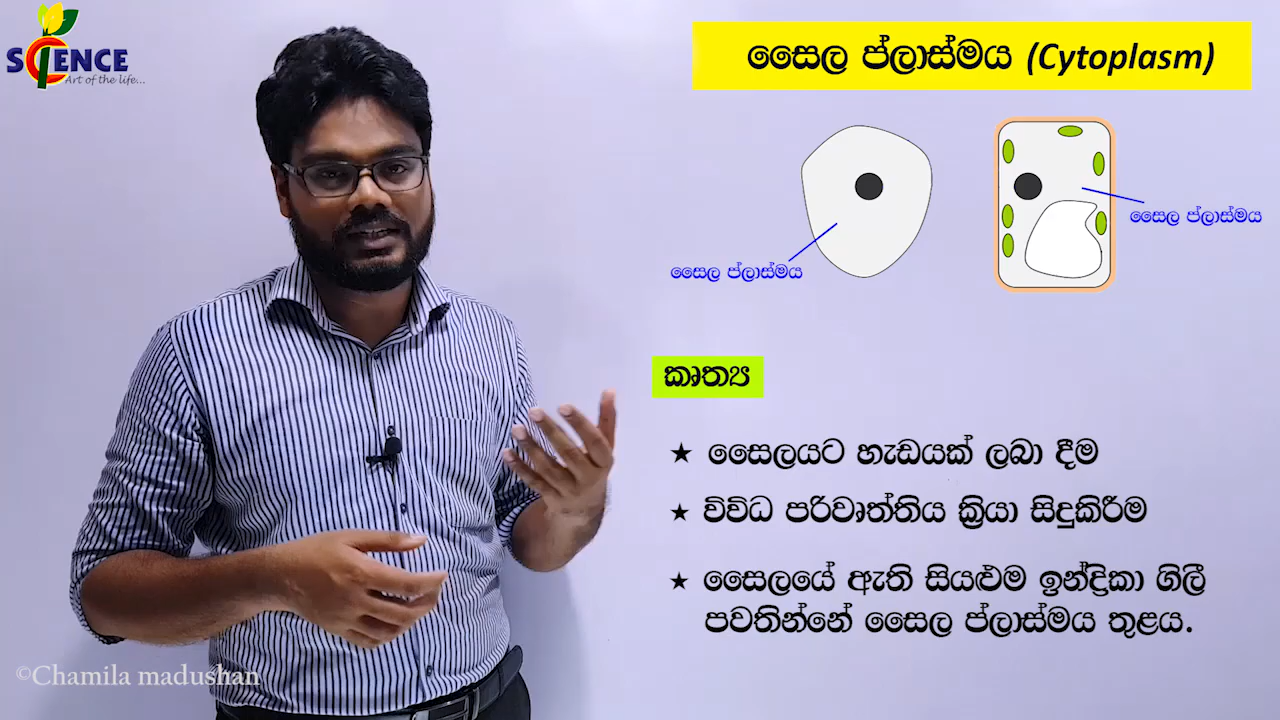 SCIENCE
Art of the life...
සෛල ප්ලාස්මය (Cytoplasm)
සෛල ප්ලාස්මය
සෛල ප්ලාස්මය
කෘත්‍ය
★ සෛලයට හැඩයක් ලබා දීම
★ විවිධ පරිවෘත්තිය ක්‍රියා සිදුකිරීම
★ සෛලයේ ඇති සියළුම ඉන්ද්‍රිකා ගිලී
පවතින්නේ සෛල ප්ලාස්මය තුළය.
©Chamila madushan